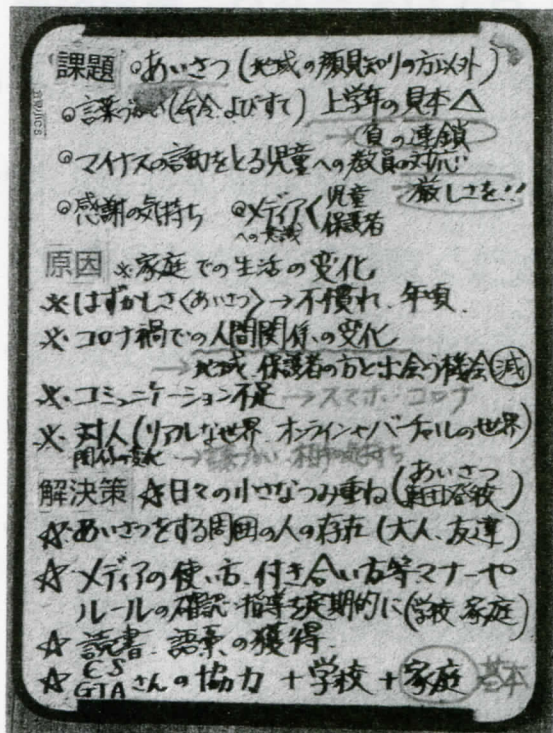 課題 ◎あいさつ(地域の顔見知りの方以外)
◎言葉づかい(命令、よびすて) 上学年の見本△
→負の連鎖
◎マイナスの言動をとる児童への教員の対応!!
→厳しさを!!
◎感謝の気持ち ◎メディア〈児童 保護者
への意識
原因 ※家庭での生活の変化
※はずかしさ〈あいさつ〉→不慣れ、年頃
※コロナ禍での人間関係の変化
→地域、保護者の方と出会う機会 減
※コミュニケーション不足 →スマホ・コロナ
※対人(リアルな世界、オンラインやバーチャルの世界)
関係の変化 →言葉づかい 相手の気持ち
解決策 ☆日々の小さなつみ重ね(あいさつ 集団登校)
☆あいさつをする周囲の人の存在(大人、友達)
☆メディアの使い方、付き合い方等マナーや
ルールの確認・指導を定期的に(学校、家庭)
☆読書、語彙の獲得
☆CS GTAさんの協力+学校+家庭 基本